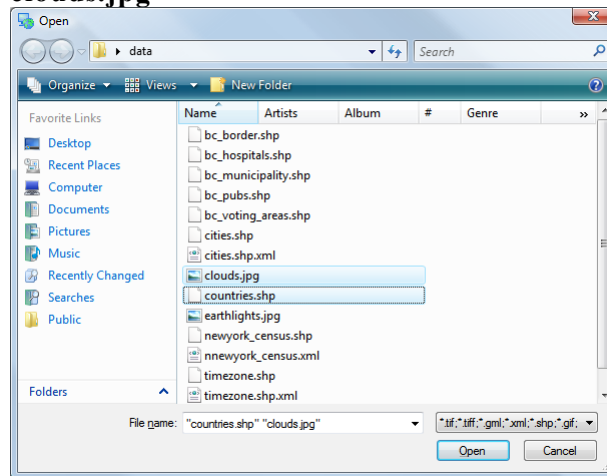 clouds.jpg
Open
data
Search
Organize Views New Folder ?
Favorite Links
Name Artists Album # Genre »
Desktop
Recent Places
Computer
Documents
Pictures
Music
Recently Changed
Searches
Public
bc_border.shp
bc_hospitals.shp
bc_municipality.shp
bc_pubs.shp
bc_voting_areas.shp
cities.shp
cities.shp.xml
clouds.jpg
countries.shp
earthlights.jpg
newyork_census.shp
nnewyork_census.xml
timezone.shp
timezone.shp.xml
Folders
File name: "countries.shp" "clouds.jpg" *.tif;*.tiff;*.gml;*.xml;*.shp;*.gif;
Open Cancel